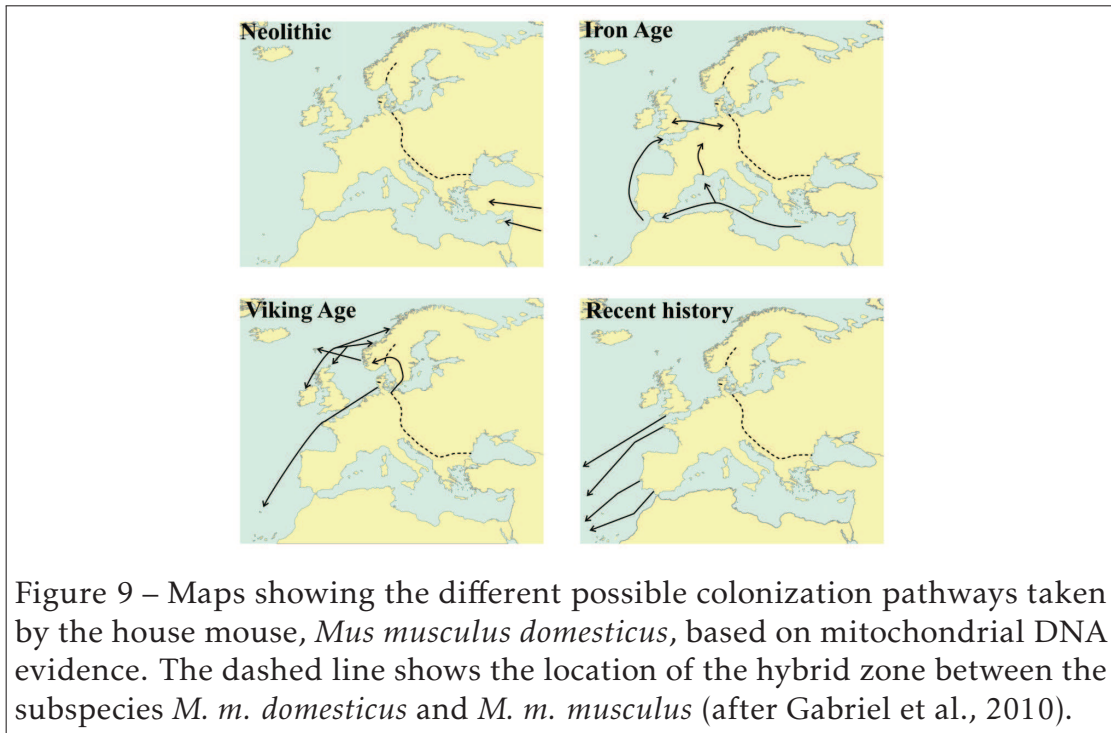 Neolithic
Iron Age
Viking Age
Recent history
Figure 9 – Maps showing the different possible colonization pathways taken
by the house mouse, Mus musculus domesticus, based on mitochondrial DNA
evidence. The dashed line shows the location of the hybrid zone between the
subspecies M. m. domesticus and M. m. musculus (after Gabriel et al., 2010).